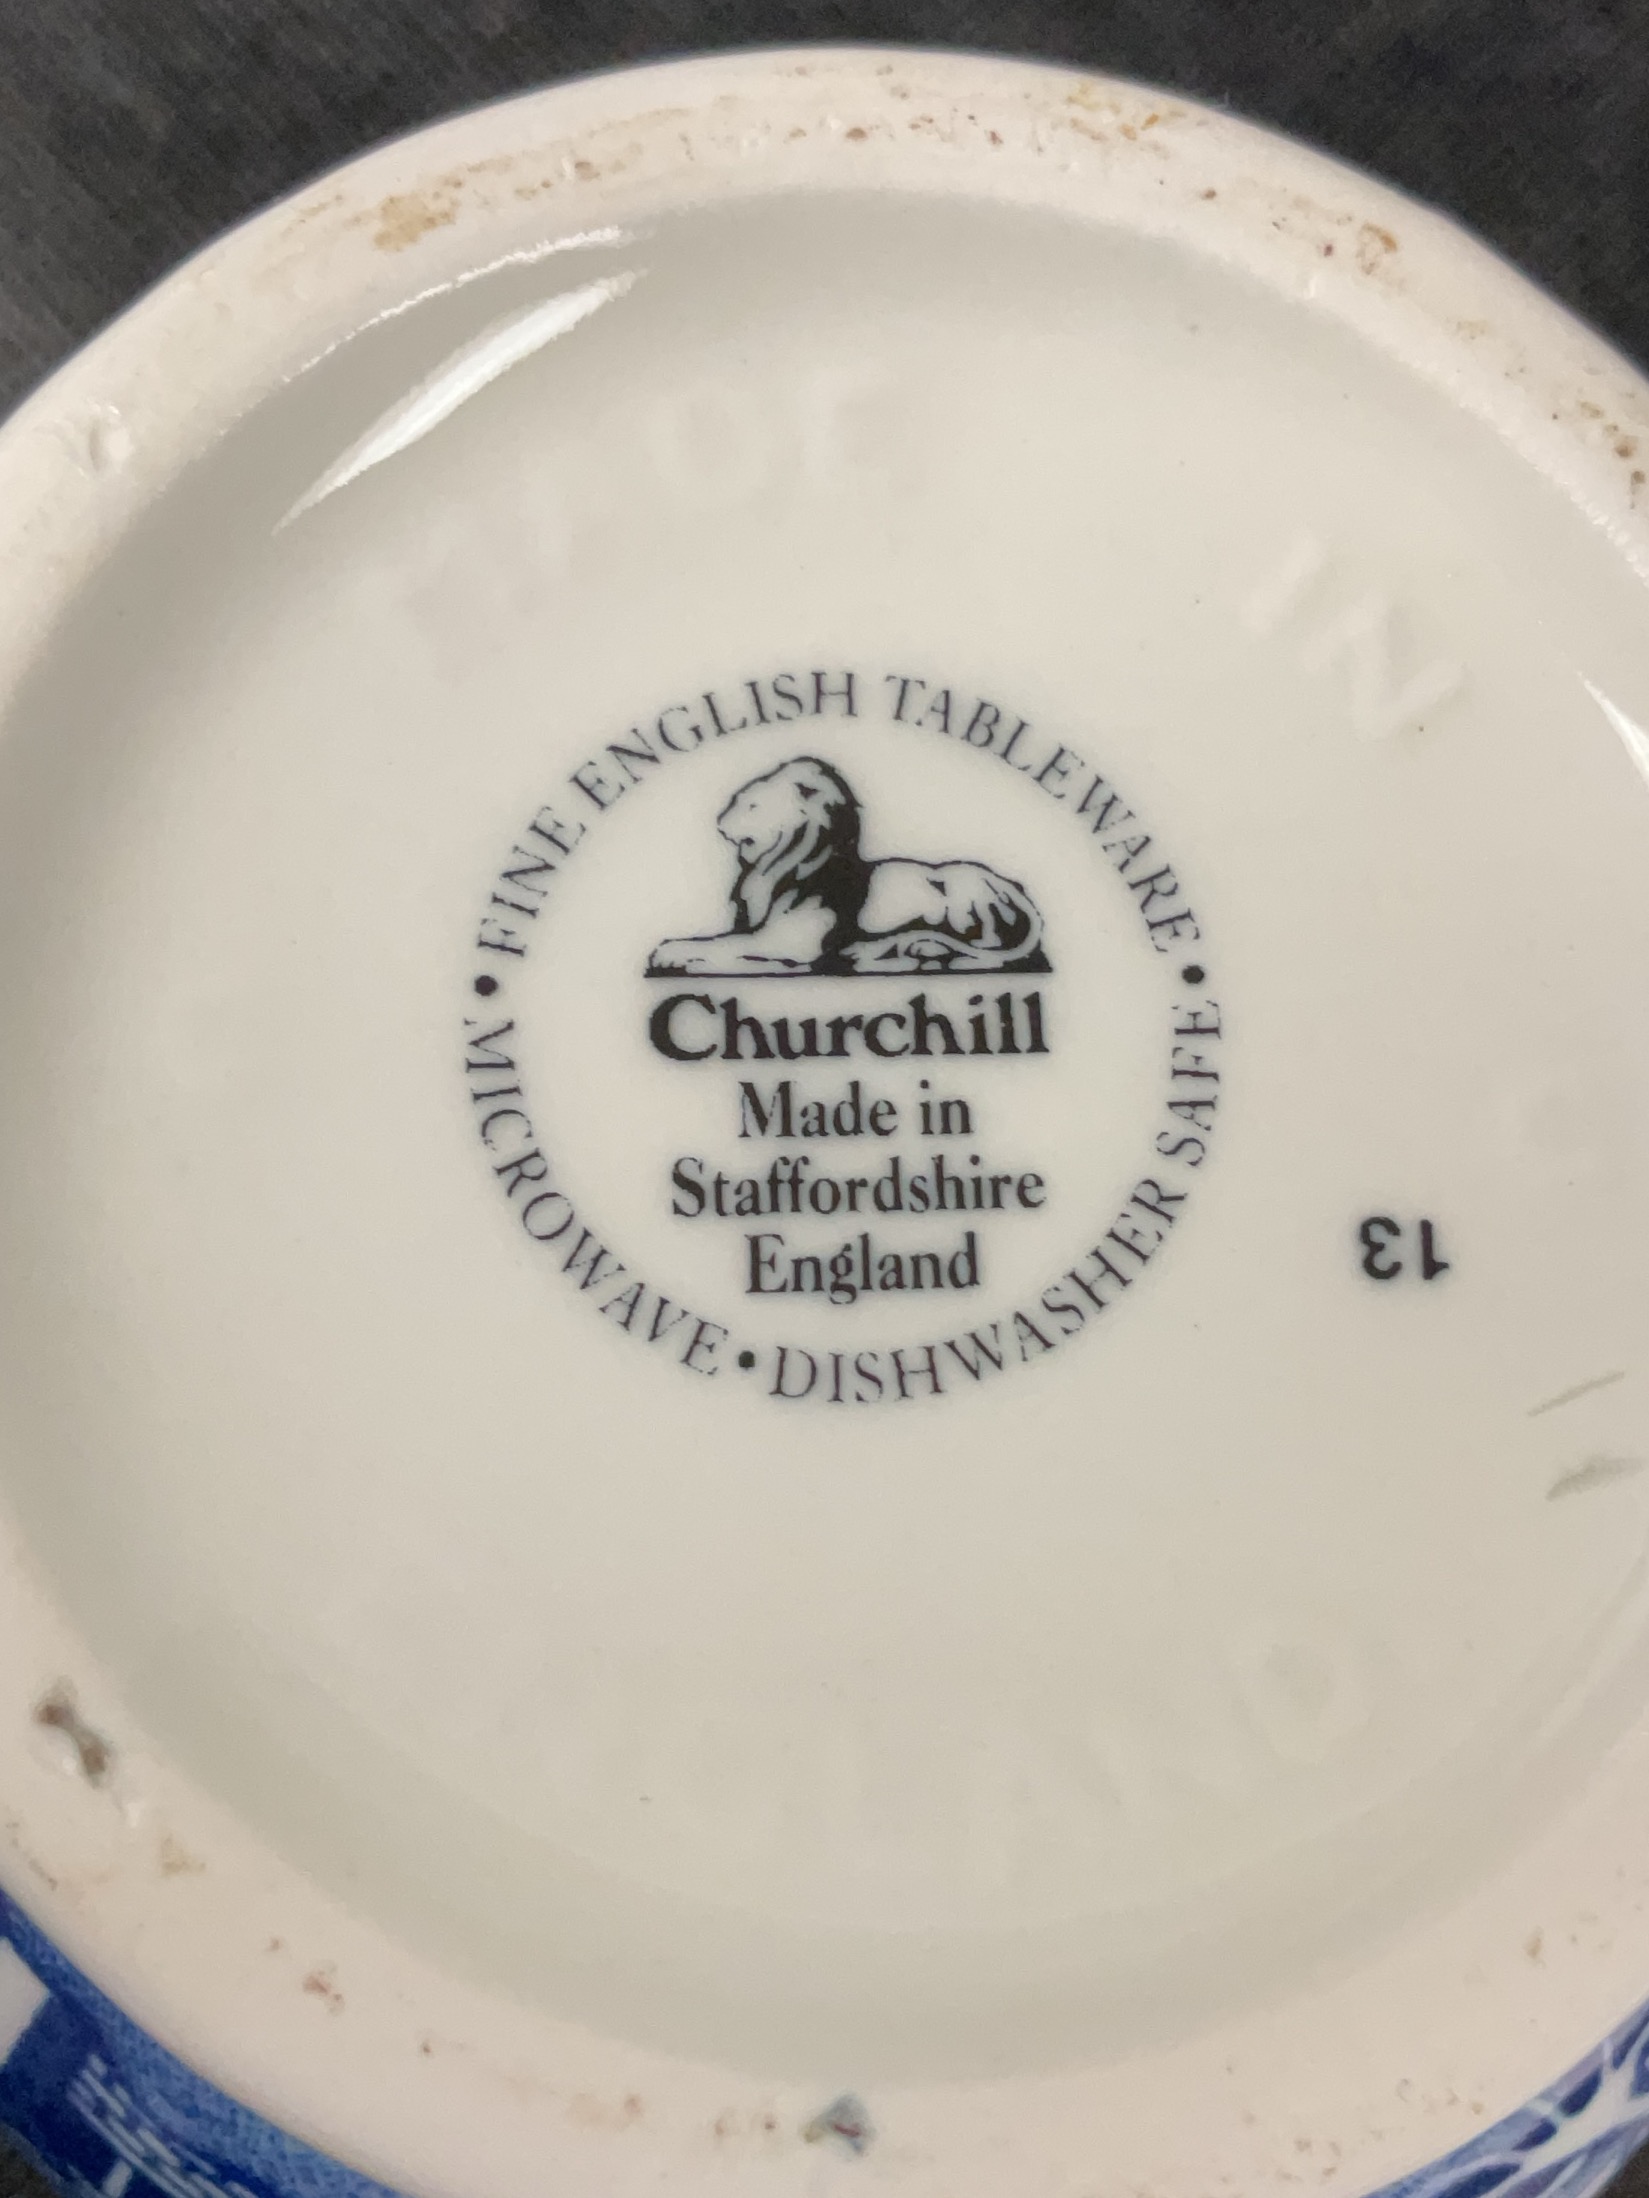 • FINE ENGLISH TABLEWARE •
Churchill
Made in
Staffordshire
England
MICROWAVE • DISHWASHER SAFE
13